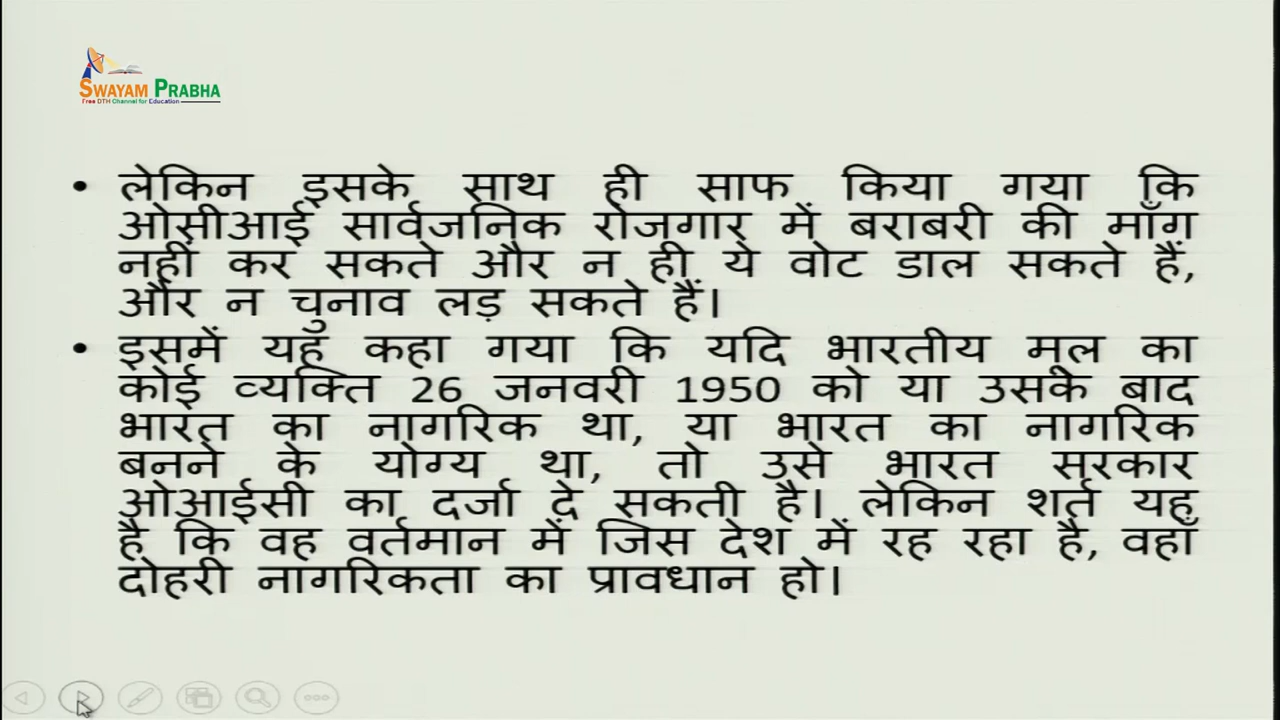 SWAYAM PRABHA
Free DTH Channel for Education
• लेकिन इसके साथ ही साफ किया गया कि
ओसीआई सार्वजनिक रोजगार में बराबरी की माँग
नहीं कर सकते और न ही ये वोट डाल सकते हैं,
और न चुनाव लड़ सकते हैं।
• इसमें यह कहा गया कि यदि भारतीय मूल का
कोई व्यक्ति 26 जनवरी 1950 को या उसके बाद
भारत का नागरिक था, या भारत का नागरिक
बनने के योग्य था, तो उसे भारत सरकार
ओआईसी का दर्जा दे सकती है। लेकिन शर्त यह
है कि वह वर्तमान में जिस देश में रह रहा है, वहाँ
दोहरी नागरिकता का प्रावधान हो।